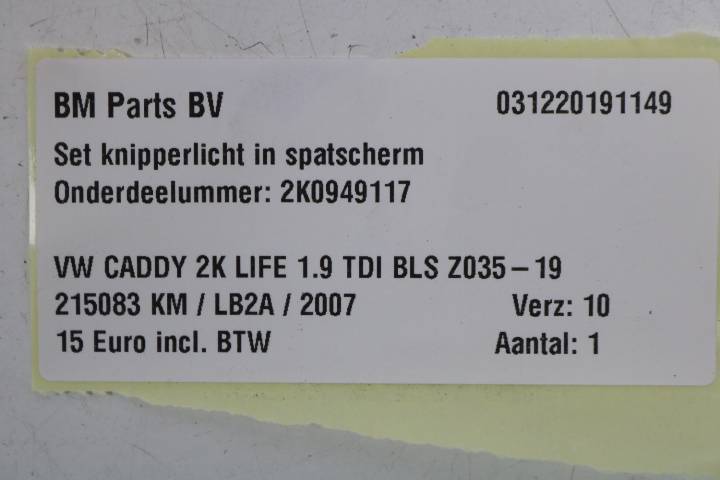 BM Parts BV 031220191149
Set knipperlicht in spatscherm
Onderdeelummer: 2K0949117
VW CADDY 2K LIFE 1.9 TDI BLS Z035-19
215083 KM / LB2A / 2007 Verz: 10
15 Euro incl. BTW Aantal: 1